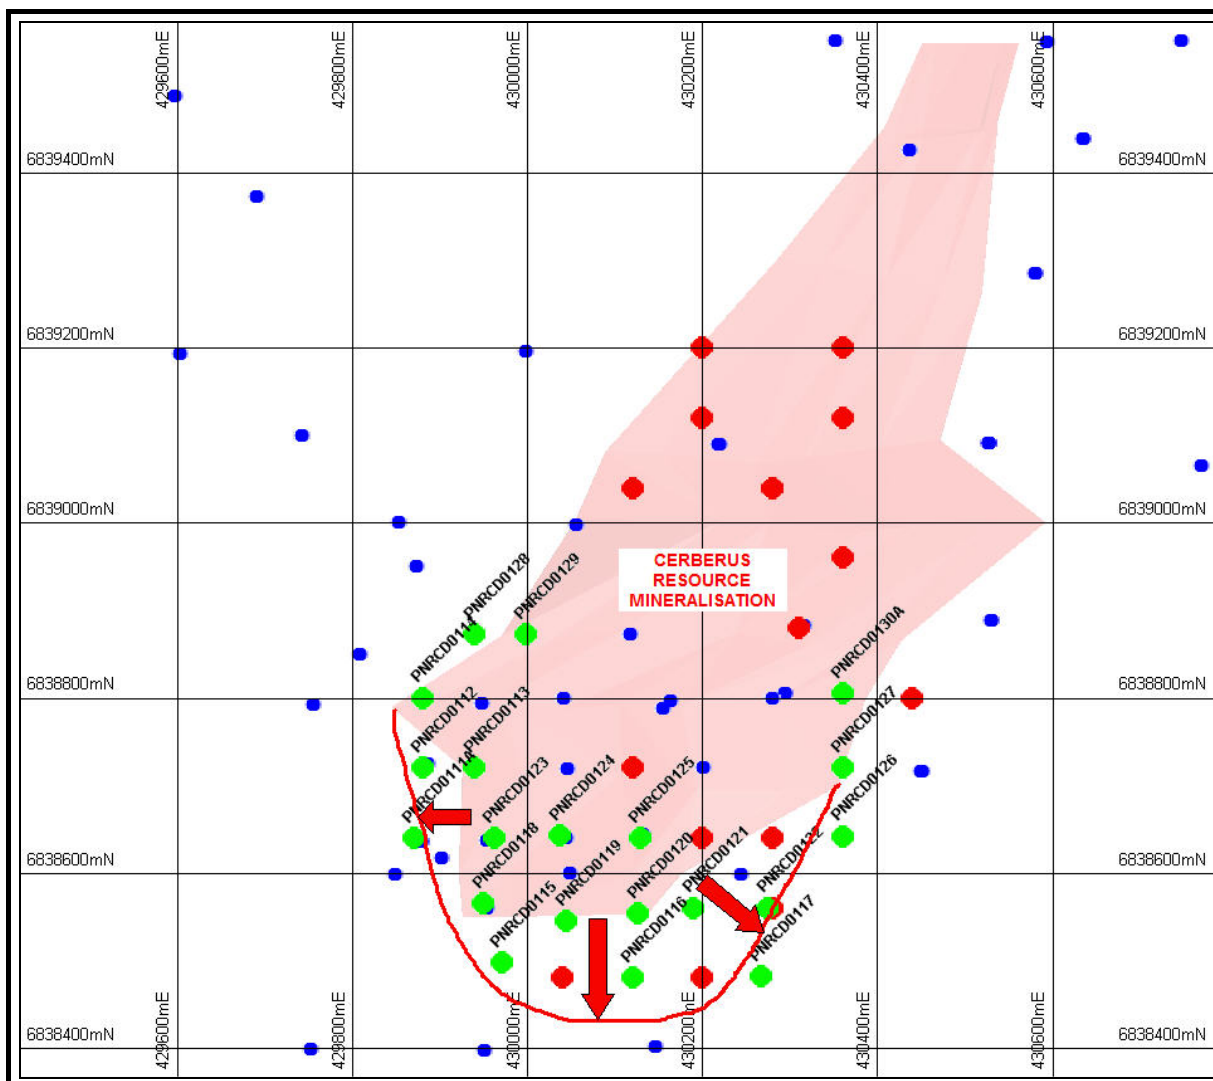 429600mE
429800mE
430000mE
430200mE
430400mE
430600mE
6839400mN
6839400mN
6839200mN
6839200mN
6839000mN
6839000mN
CERBERUS
RESOURCE
MINERALISATION
PNRCD0128
PNRCD0129
PNRCD0114
PNRCD0130A
6838800mN
6838800mN
PNRCD0112
PNRCD0113
PNRCD0127
PNRCD0111A
PNRCD0123
PNRCD0124
PNRCD0125
PNRCD0126
6838600mN
6838600mN
PNRCD0118
PNRCD0119
PNRCD0120
PNRCD0121
PNRCD0122
PNRCD0115
PNRCD0116
PNRCD0117
6838400mN
6838400mN
429600mE
429800mE
430000mE
430200mE
430400mE
430600mE